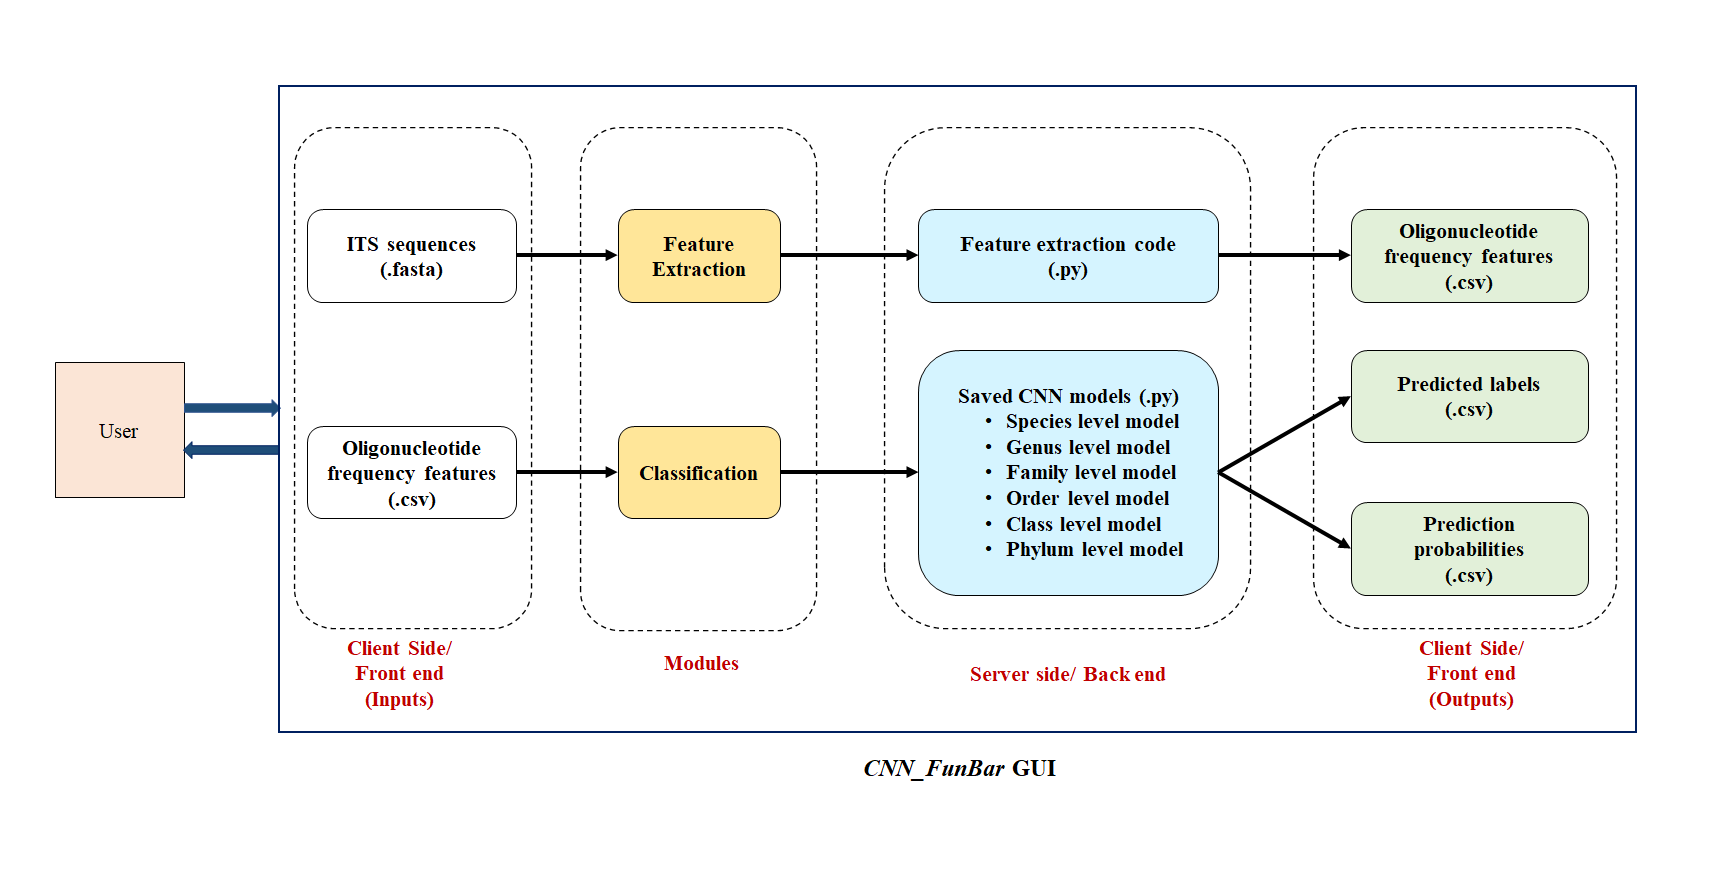 User
ITS sequences
(.fasta)
Feature
Extraction
Feature extraction code
(.py)
Oligonucleotide
frequency features
(.csv)
Oligonucleotide
frequency features
(.csv)
Classification
Saved CNN models (.py)
• Species level model
• Genus level model
• Family level model
• Order level model
• Class level model
• Phylum level model
Predicted labels
(.csv)
Prediction
probabilities
(.csv)
Client Side/
Front end
(Inputs)
Modules
Server side/ Back end
Client Side/
Front end
(Outputs)
CNN_FunBar GUI